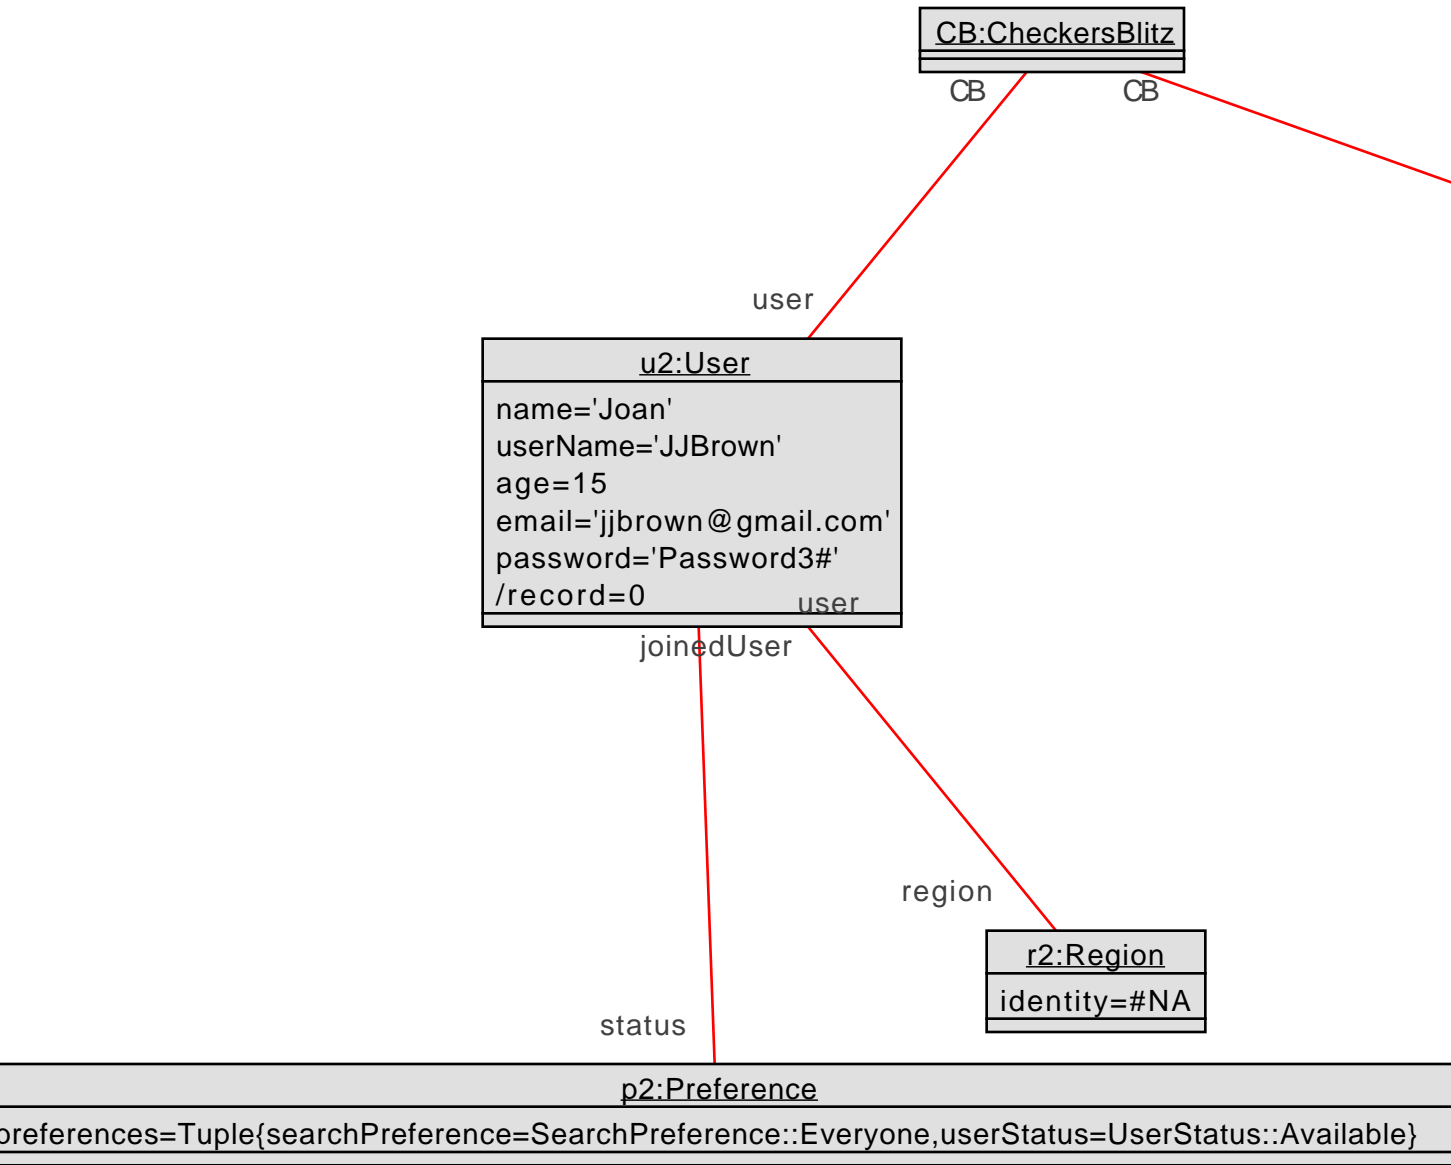 CB:CheckersBlitz
CB
CB
user
u2:User
name='Joan'
userName='JJBrown'
age=15
email='jjbrown@gmail.com'
password='Password3#'
/record=0
user
joinedUser
region
r2:Region
identity=#NA
status
p2:Preference
preferences=Tuple{searchPreference=SearchPreference::Everyone,userStatus=UserStatus::Available}